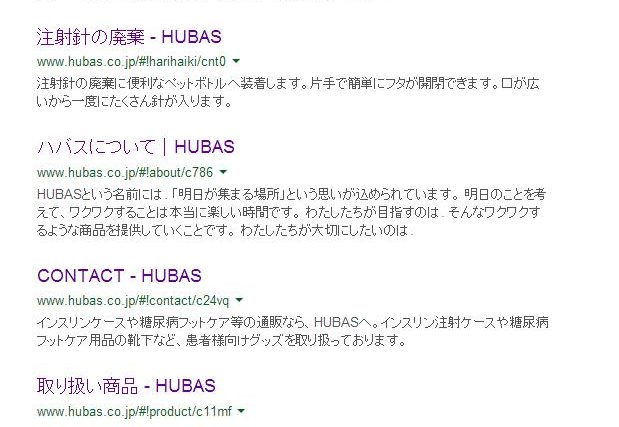 注射針の廃棄 - HUBAS
www.hubas.co.jp/#!harihaiki/cnt0
注射針の廃棄に便利なペットボトルへ装着します。片手で簡単にフタが開閉できます。口が広
いから一度にたくさん針が入ります。
ハバスについて | HUBAS
www.hubas.co.jp/#!about/c786
HUBASという名前には . 「明日が集まる場所」という思いが込められています。 明日のことを考
えて、ワクワクすることは本当に楽しい時間です。 わたしたちが目指すのは . そんなワクワクす
るような商品を提供していくことです。 わたしたちが大切にしたいのは .
CONTACT - HUBAS
www.hubas.co.jp/#!contact/c24vq
インスリンケースや糖尿病フットケア等の通販なら、HUBASへ。インスリン注射ケースや糖尿病
フットケア用品の靴下など、患者様向けグッズを取り扱っております。
取り扱い商品 - HUBAS
www.hubas.co.jp/#!product/c11mf